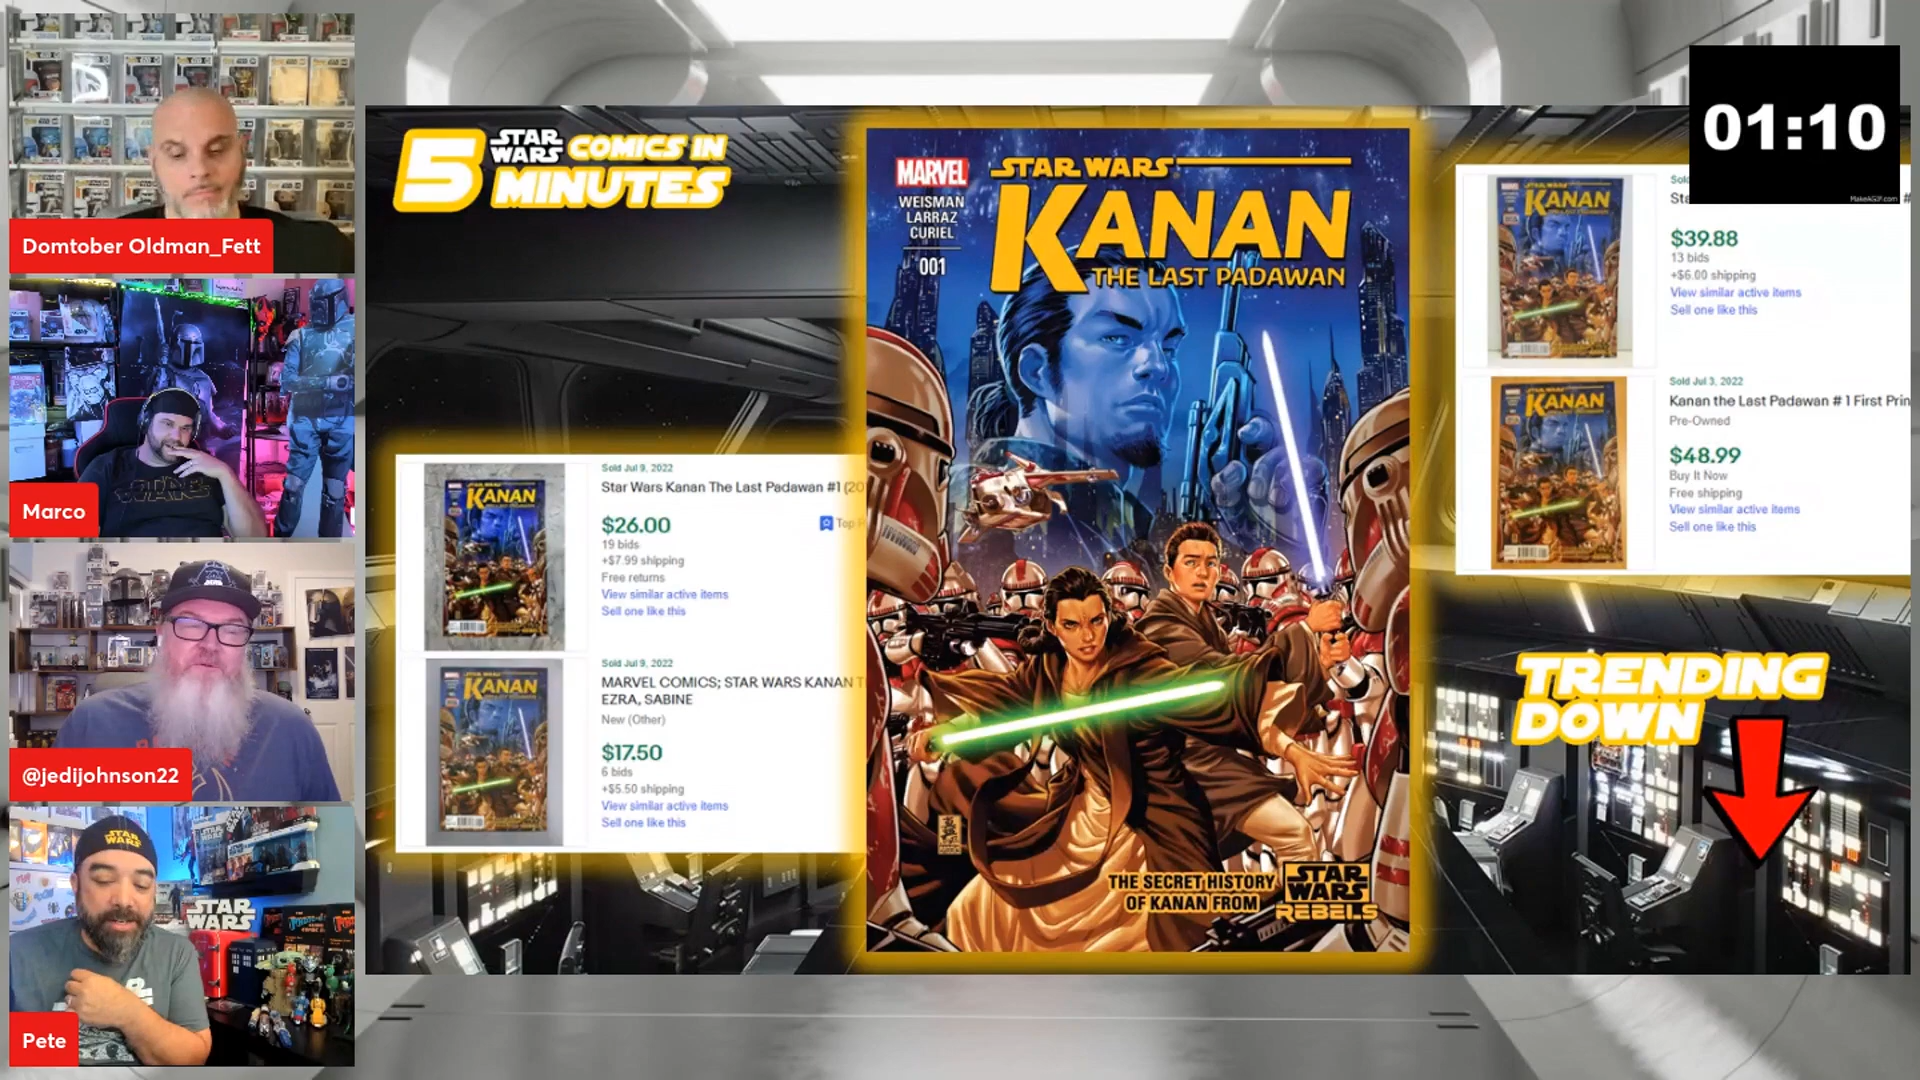 Domtober Oldman_Fett
Marco
@jedijohnson22
STAR WARS
Pete
5 STAR WARS COMICS IN MINUTES
Sold Jul 9, 2022
Star Wars Kanan The Last Padawan #1 (20
$26.00
Top
19 bids
+$7.99 shipping
Free returns
View similar active items
Sell one like this
Sold Jul 9, 2022
MARVEL COMICS; STAR WARS KANAN T
EZRA, SABINE
New (Other)
$17.50
6 bids
+$5.50 shipping
View similar active items
Sell one like this
MARVEL
WEISMAN
LARRAZ
CURIEL
001
STAR WARS
KANAN
THE LAST PADAWAN
THE SECRET HISTORY
OF KANAN FROM
STAR WARS
REBELS
01:10
MakeAGIF.com
$39.88
13 bids
+$6.00 shipping
View similar active items
Sell one like this
Sold Jul 3, 2022
Kanan the Last Padawan # 1 First Prin
Pre-Owned
$48.99
Buy It Now
Free shipping
View similar active items
Sell one like this
TRENDING
DOWN